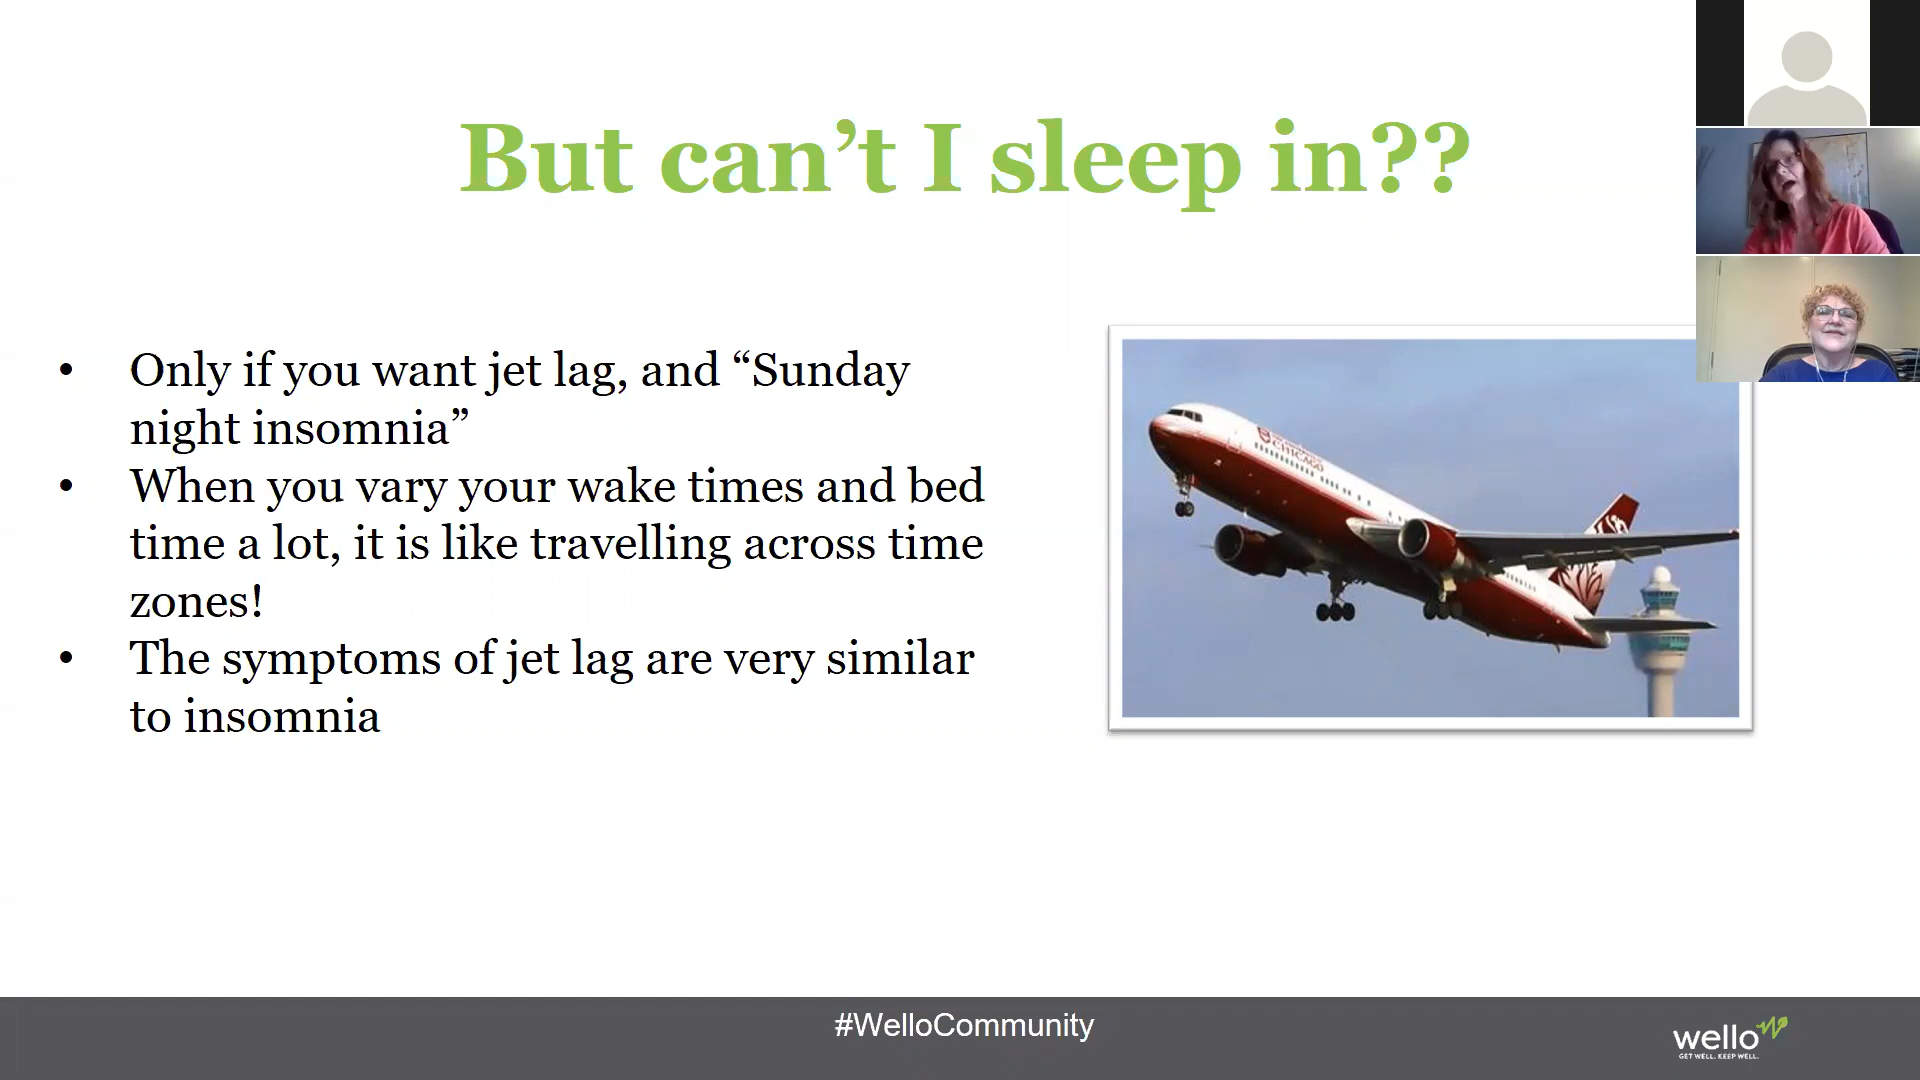 But can’t I sleep in??
• Only if you want jet lag, and “Sunday
night insomnia”
• When you vary your wake times and bed
time a lot, it is like travelling across time
zones!
• The symptoms of jet lag are very similar
to insomnia
CHICAGO
#WelloCommunity
wello
GET WELL. KEEP WELL.